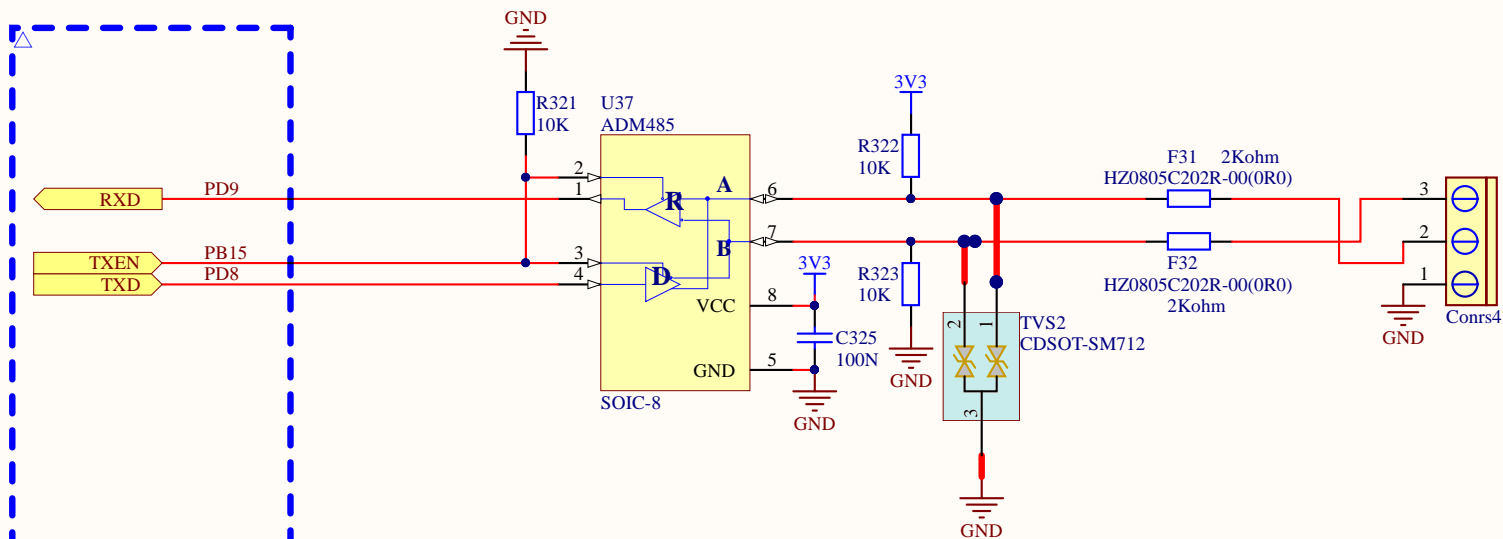 GND
R321
10K
U37
ADM485
3V3
R322
10K
F31 2Kohm
HZ0805C202R-00(0R0)
RXD PD9
2
1
R
A
6
3
TXEN PB15
TXD PD8
3
4
D
B
7
2
3V3
VCC
8
R323
10K
F32
HZ0805C202R-00(0R0)
2Kohm
1
Conrs4
C325
100N
GND
5
2
1
TVS2
CDSOT-SM712
GND
GND
SOIC-8
GND
3
GND